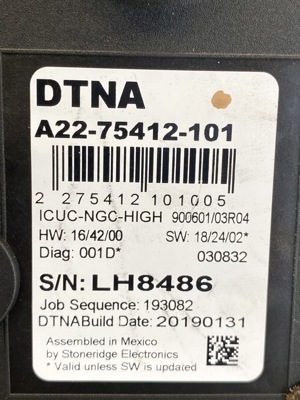 DTNA
A22-75412-101
2 275412 101005
ICUC-NGC-HIGH 900601/03R04
HW: 16/42/00 SW: 18/24/02*
Diag: 001D* 030832
S/N: LH8486
Job Sequence: 193082
DTNABuild Date: 20190131
Assembled in Mexico
by Stoneridge Electronics
* Valid unless SW is updated